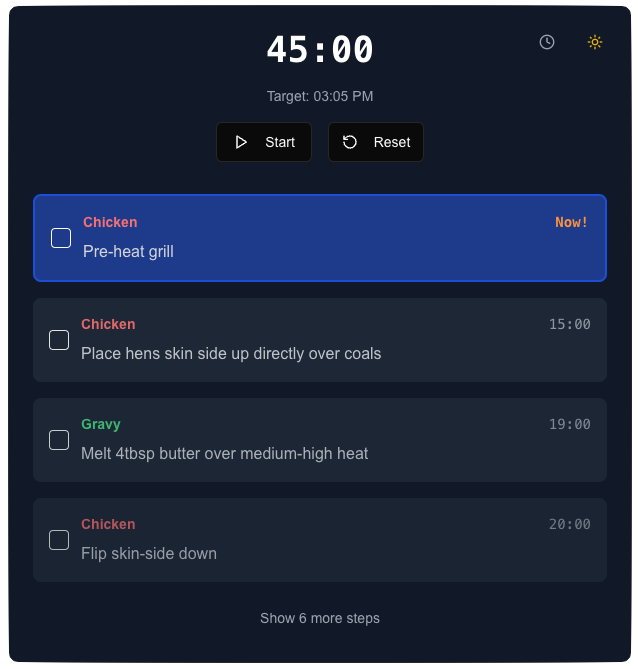 45:00
Target: 03:05 PM
Start Reset
Chicken Now!
Pre-heat grill
Chicken 15:00
Place hens skin side up directly over coals
Gravy 19:00
Melt 4tbsp butter over medium-high heat
Chicken 20:00
Flip skin-side down
Show 6 more steps